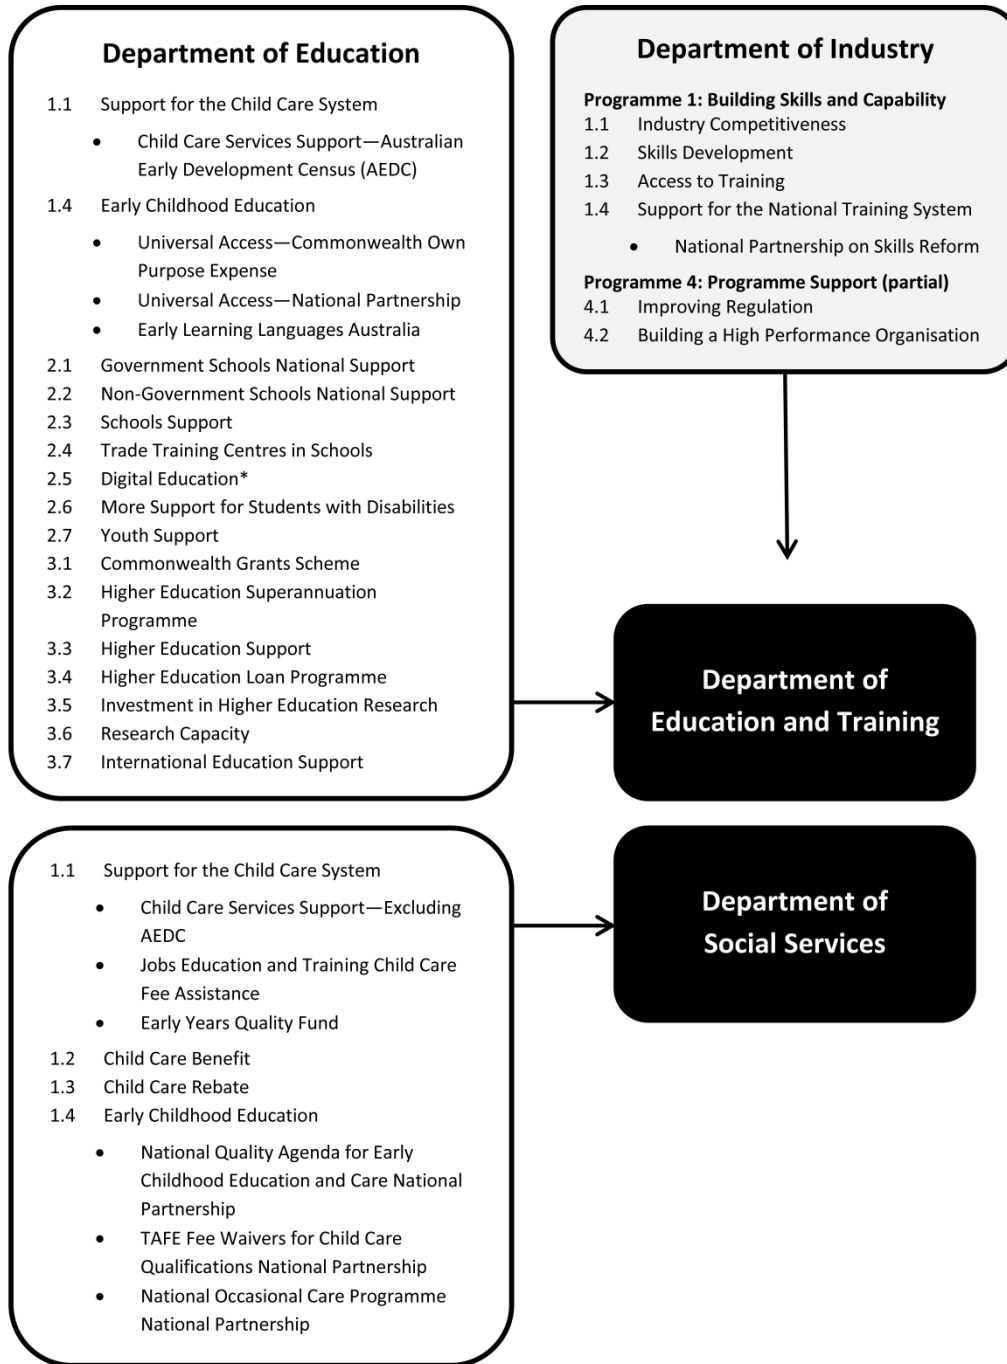 Department of Education
1.1 Support for the Child Care System
• Child Care Services Support—Australian
Early Development Census (AEDC)
1.4 Early Childhood Education
• Universal Access—Commonwealth Own
Purpose Expense
• Universal Access—National Partnership
• Early Learning Languages Australia
2.1 Government Schools National Support
2.2 Non-Government Schools National Support
2.3 Schools Support
2.4 Trade Training Centres in Schools
2.5 Digital Education*
2.6 More Support for Students with Disabilities
2.7 Youth Support
3.1 Commonwealth Grants Scheme
3.2 Higher Education Superannuation
Programme
3.3 Higher Education Support
3.4 Higher Education Loan Programme
3.5 Investment in Higher Education Research
3.6 Research Capacity
3.7 International Education Support
Department of Industry
Programme 1: Building Skills and Capability
1.1 Industry Competitiveness
1.2 Skills Development
1.3 Access to Training
1.4 Support for the National Training System
• National Partnership on Skills Reform
Programme 4: Programme Support (partial)
4.1 Improving Regulation
4.2 Building a High Performance Organisation
Department of
Education and Training
1.1 Support for the Child Care System
• Child Care Services Support—Excluding
AEDC
• Jobs Education and Training Child Care
Fee Assistance
• Early Years Quality Fund
1.2 Child Care Benefit
1.3 Child Care Rebate
1.4 Early Childhood Education
• National Quality Agenda for Early
Childhood Education and Care National
Partnership
• TAFE Fee Waivers for Child Care
Qualifications National Partnership
• National Occasional Care Programme
National Partnership
Department of
Social Services